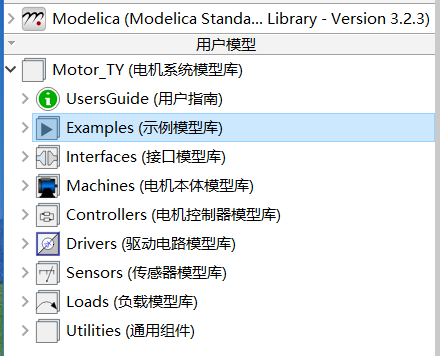 Modelica (Modelica Standa... Library - Version 3.2.3)
用户模型
Motor_TY (电机系统模型库)
UsersGuide (用户指南)
Examples (示例模型库)
Interfaces (接口模型库)
Machines (电机本体模型库)
Controllers (电机控制器模型库)
Drivers (驱动电路模型库)
Sensors (传感器模型库)
Loads (负载模型库)
Utilities (通用组件)